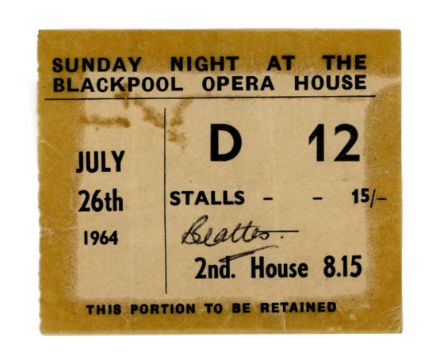 SUNDAY NIGHT AT THE
BLACKPOOL OPERA HOUSE
D 12
JULY
26th
1964
STALLS - - 15/-
Beatles
2nd. House 8.15
THIS PORTION TO BE RETAINED